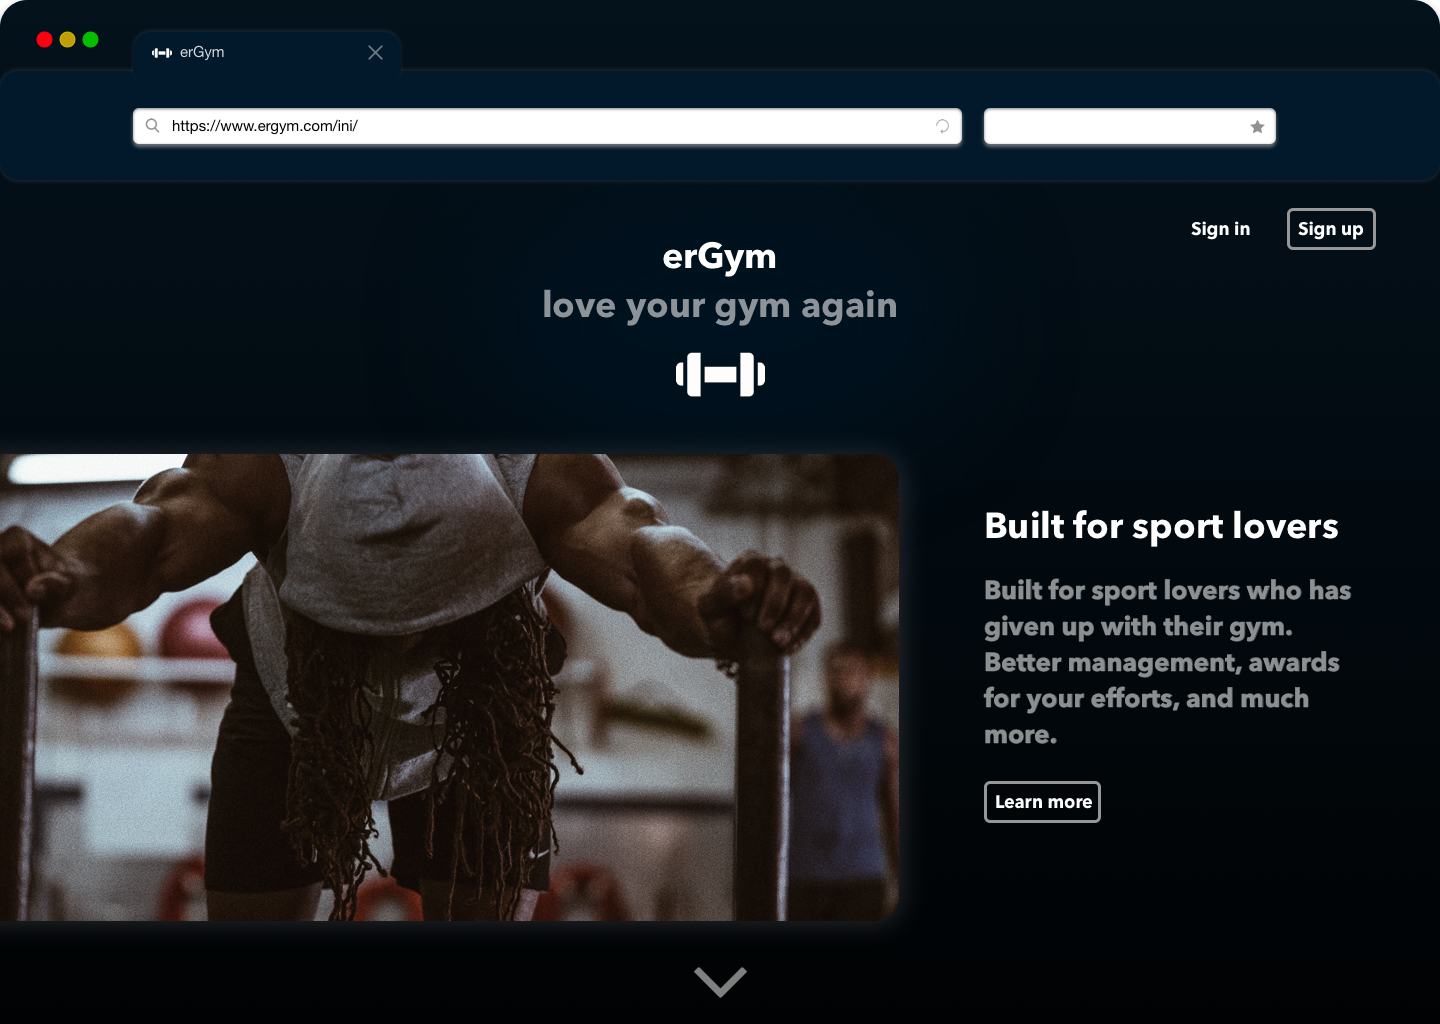 erGym
https://www.ergym.com/ini/
Sign in
Sign up
erGym
love your gym again
Built for sport lovers
Built for sport lovers who has
given up with their gym.
Better management, awards
for your efforts, and much
more.
Learn more